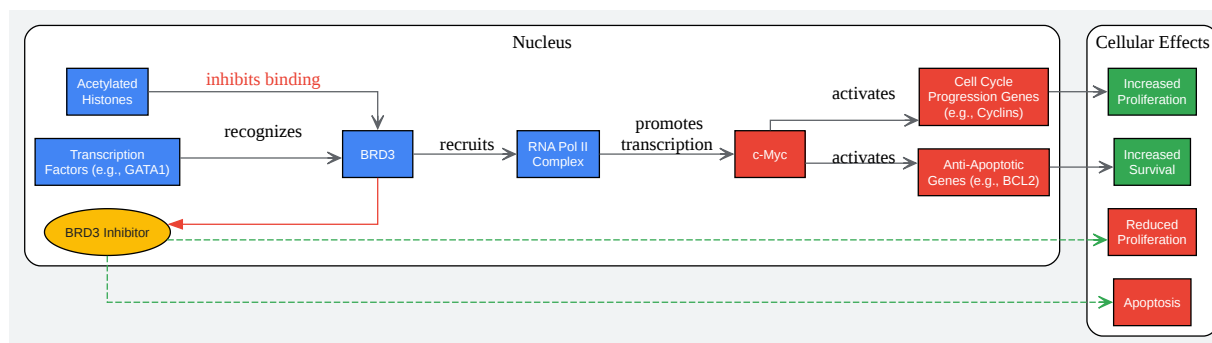 Nucleus
Cellular Effects
Acetylated
Histones
inhibits binding
Transcription
Factors (e.g., GATA1)
recognizes
BRD3
recruits
RNA Pol II
Complex
promotes
transcription
c-Myc
activates
Cell Cycle
Progression Genes
(e.g., Cyclins)
activates
Anti-Apoptotic
Genes (e.g., BCL2)
BRD3 Inhibitor
Increased
Proliferation
Increased
Survival
Reduced
Proliferation
Apoptosis